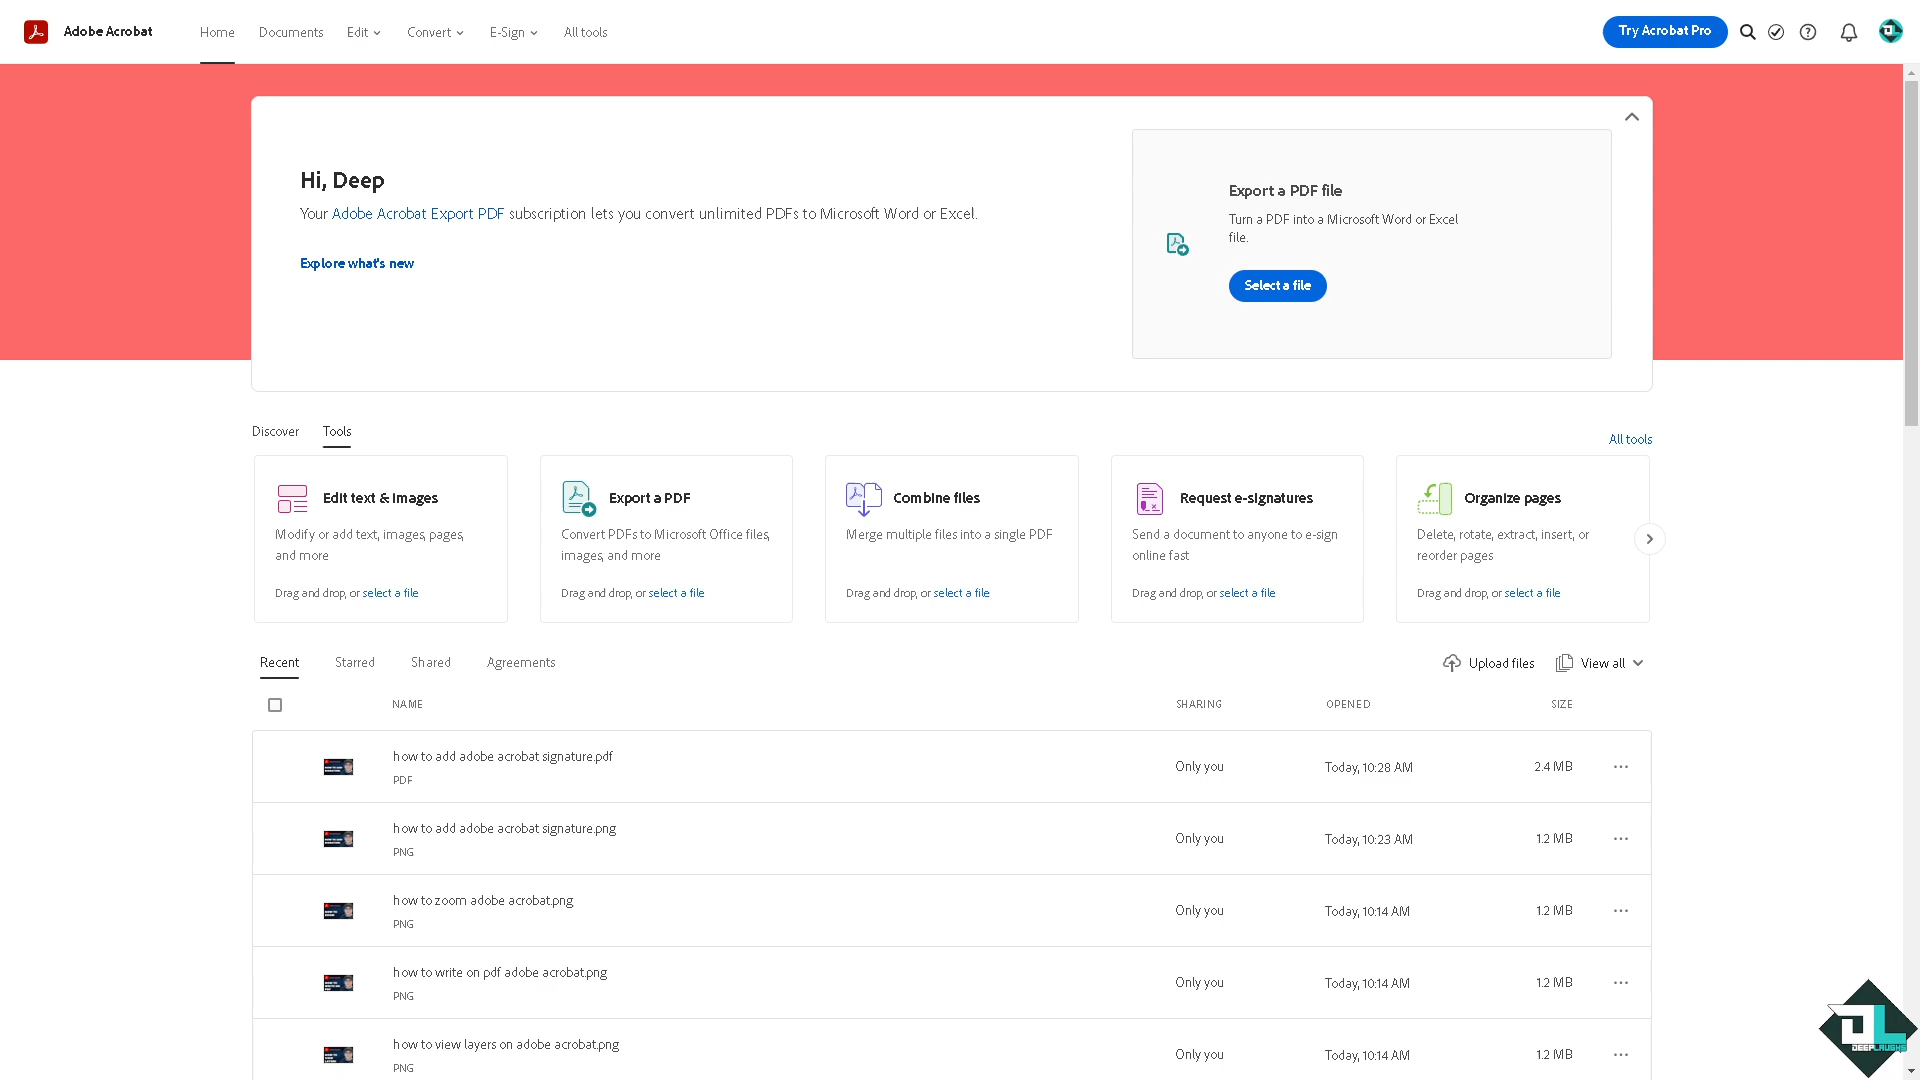 Adobe Acrobat
Home
Documents
Edit
Convert
E-Sign
All tools
Try Acrobat Pro
Hi, Deep
Your Adobe Acrobat Export PDF subscription lets you convert unlimited PDFs to Microsoft Word or Excel.
Explore what's new
Export a PDF file
Turn a PDF into a Microsoft Word or Excel
file.
Select a file
Discover
Tools
All tools
Edit text & images
Modify or add text, images, pages,
and more
Drag and drop, or select a file
Export a PDF
Convert PDFs to Microsoft Office files,
images, and more
Drag and drop, or select a file
Combine files
Merge multiple files into a single PDF
Drag and drop, or select a file
Request e-signatures
Send a document to anyone to e-sign
online fast
Drag and drop, or select a file
Organize pages
Delete, rotate, extract, insert, or
reorder pages
Drag and drop, or select a file
Recent
Starred
Shared
Agreements
Upload files
View all
NAME
SHARING
OPENED
SIZE
how to add adobe acrobat signature.pdf
PDF
Only you
Today, 10:28 AM
2.4 MB
how to add adobe acrobat signature.png
PNG
Only you
Today, 10:23 AM
1.2 MB
how to zoom adobe acrobat.png
PNG
Only you
Today, 10:14 AM
1.2 MB
how to write on pdf adobe acrobat.png
PNG
Only you
Today, 10:14 AM
1.2 MB
how to view layers on adobe acrobat.png
PNG
Only you
Today, 10:14 AM
1.2 MB
DL
DEEPLAUGHS